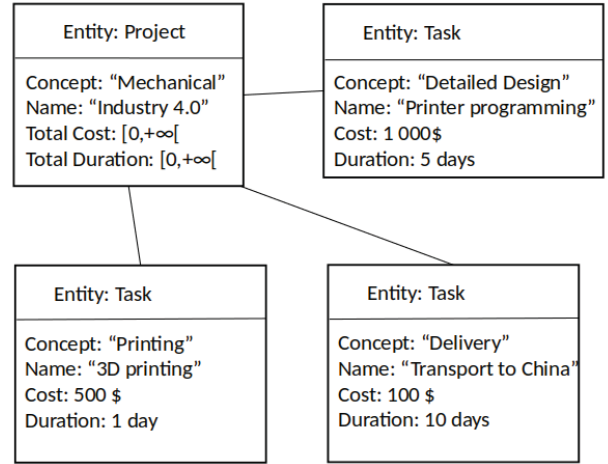 Entity: Project
Concept: “Mechanical”
Name: “Industry 4.0”
Total Cost: [0,+∞[
Total Duration: [0,+∞[
Entity: Task
Concept: “Detailed Design”
Name: “Printer programming”
Cost: 1 000$
Duration: 5 days
Entity: Task
Concept: “Printing”
Name: “3D printing”
Cost: 500 $
Duration: 1 day
Entity: Task
Concept: “Delivery”
Name: “Transport to China”
Cost: 100 $
Duration: 10 days